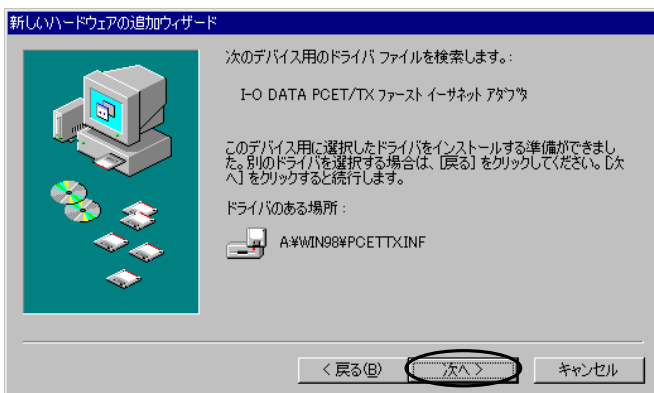 新しいハードウェアの追加ウィザード
次のデバイス用のドライバ ファイルを検索します。:
I-O DATA PCET/TX ファースト イーサネット アダプタ
このデバイス用に選択したドライバをインストールする準備ができまし
た。別のドライバを選択する場合は、[戻る] をクリックしてください。[次
へ] をクリックすると続行します。
ドライバのある場所:
A:¥WIN98¥PCETTX.INF
< 戻る(B)
次へ >
キャンセル